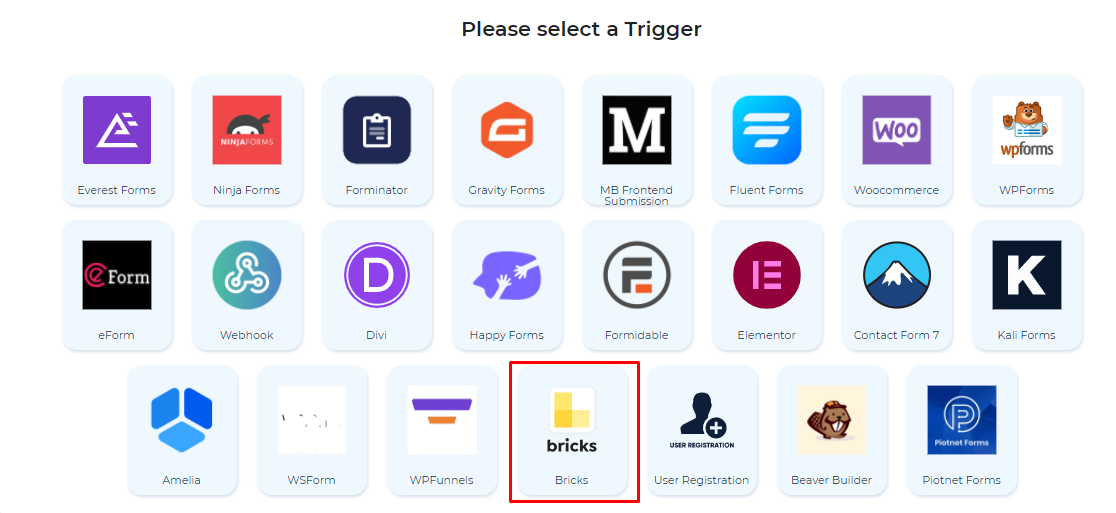 Please select a Trigger
Everest Forms
NINJAFORMS
Ninja Forms
Forminator
G
Gravity Forms
M
MB Frontend
Submission
Fluent Forms
WOO
Woocommerce
wpforms
WPForms
eForm
eForm
Webhook
D
Divi
Happy Forms
F
Formidable
Elementor
Contact Form 7
K
Kali Forms
Amelia
WSForm
WPFunnels
bricks
Bricks
USER REGISTRATION
User Registration
Beaver Builder
P
Piotnet Forms
Piotnet Forms